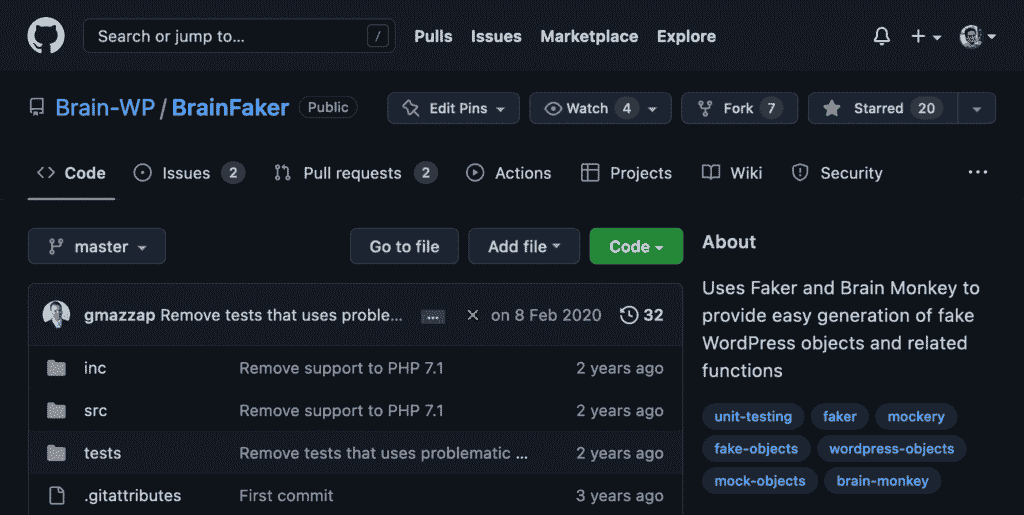 Search or jump to... / Pulls Issues Marketplace Explore
Brain-WP / BrainFaker Public Edit Pins Watch 4 Fork 7 Starred 20
Code Issues 2 Pull requests 2 Actions Projects Wiki Security ...
master Go to file Add file Code
gmazzap Remove tests that uses proble... ... on 8 Feb 2020 32
inc Remove support to PHP 7.1 2 years ago
src Remove support to PHP 7.1 2 years ago
tests Remove tests that uses problematic ... 2 years ago
.gitattributes First commit 3 years ago
About
Uses Faker and Brain Monkey to
provide easy generation of fake
WordPress objects and related
functions
unit-testing faker mockery
fake-objects wordpress-objects
mock-objects brain-monkey